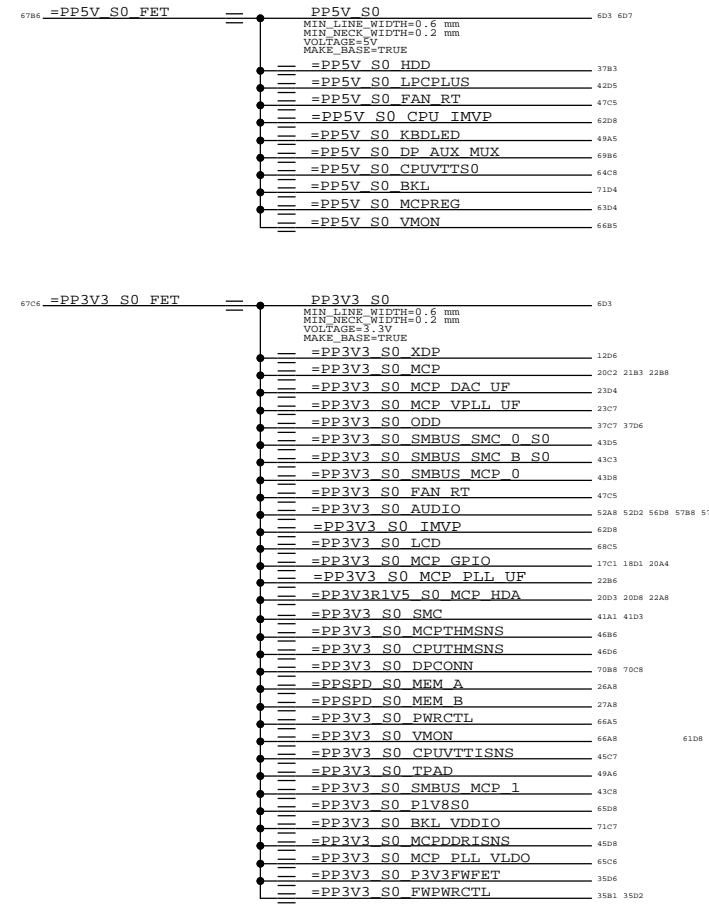 67B6 =PP5V_S0_FET PP5V_S0 6D3 6D7
MIN_LINE_WIDTH=0.6 mm
MIN_NECK_WIDTH=0.2 mm
VOLTAGE=5V
MAKE_BASE=TRUE
=PP5V_S0_HDD 37B3
=PP5V_S0_LPCPLUS 42D5
=PP5V_S0_FAN_RT 47C5
=PP5V_S0_CPU_IMVP 62D8
=PP5V_S0_KBDLED 49A5
=PP5V_S0_DP_AUX_MUX 69B6
=PP5V_S0_CPUVTTS0 64C8
=PP5V_S0_BKL 71D4
=PP5V_S0_MCPREG 63D4
=PP5V_S0_VMON 66B5
67C6 =PP3V3_S0_FET PP3V3_S0 6D3
MIN_LINE_WIDTH=0.6 mm
MIN_NECK_WIDTH=0.2 mm
VOLTAGE=3.3V
MAKE_BASE=TRUE
=PP3V3_S0_XDP 12D6
=PP3V3_S0_MCP 20C2 21B3 22B8
=PP3V3_S0_MCP_DAC_UF 23D4
=PP3V3_S0_MCP_VPLL_UF 23C7
=PP3V3_S0_ODD 37C7 37D6
=PP3V3_S0_SMBUS_SMC_0_S0 43D5
=PP3V3_S0_SMBUS_SMC_B_S0 43C3
=PP3V3_S0_SMBUS_MCP_0 43D8
=PP3V3_S0_FAN_RT 47C5
=PP3V3_S0_AUDIO 52A8 52D2 56D8 57B8 57
=PP3V3_S0_IMVP 62D8
=PP3V3_S0_LCD 68C5
=PP3V3_S0_MCP_GPIO 17C1 18D1 20A4
=PP3V3_S0_MCP_PLL_UF 22B6
=PP3V3R1V5_S0_MCP_HDA 20D3 20D8 22A8
=PP3V3_S0_SMC 41A1 41D3
=PP3V3_S0_MCPTHMSNS 46B6
=PP3V3_S0_CPUTHMSNS 46D6
=PP3V3_S0_DPCONN 70B8 70C8
=PPSPD_S0_MEM_A 26A8
=PPSPD_S0_MEM_B 27A8
=PP3V3_S0_PWRCTL 66A5
=PP3V3_S0_VMON 66A8 61D8
=PP3V3_S0_CPUVTTISNS 45C7
=PP3V3_S0_TPAD 49A6
=PP3V3_S0_SMBUS_MCP_1 43C8
=PP3V3_S0_P1V8S0 65D8
=PP3V3_S0_BKL_VDDIO 71C7
=PP3V3_S0_MCPDDRISNS 45D8
=PP3V3_S0_MCP_PLL_VLDO 65C6
=PP3V3_S0_P3V3FWFET 35D6
=PP3V3_S0_FWPWRCTL 35B1 35D2